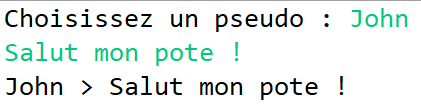 Choisissez un pseudo : John
Salut mon pote !
John > Salut mon pote !